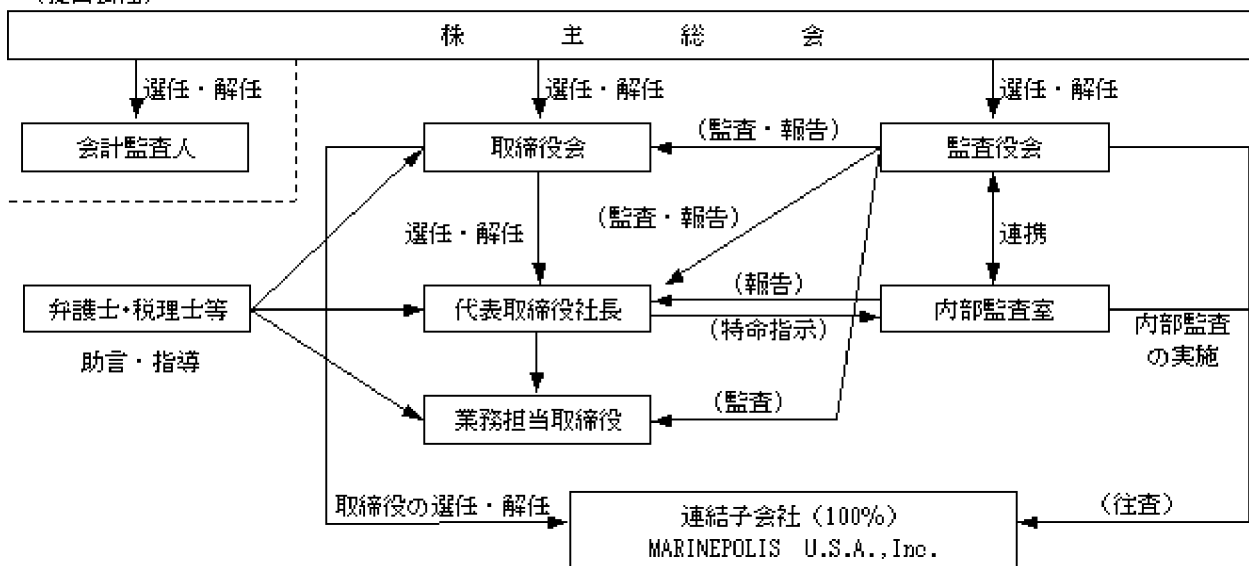 株主総会
選任・解任
選任・解任
選任・解任
会計監査人
取締役会
(監査・報告)
監査役会
(監査・報告)
選任・解任
連携
弁護士・税理士等
代表取締役社長
(報告)
(特命指示)
内部監査室
内部監査
の実施
助言・指導
業務担当取締役
(監査)
取締役の選任・解任
連結子会社(100%)
MARINEPOLIS U.S.A.,Inc.
(往査)